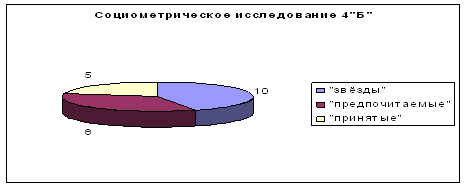 Социометрическое исследование 4"Б"
5
10
8
"звёзды"
"предпочитаемые"
"принятые"